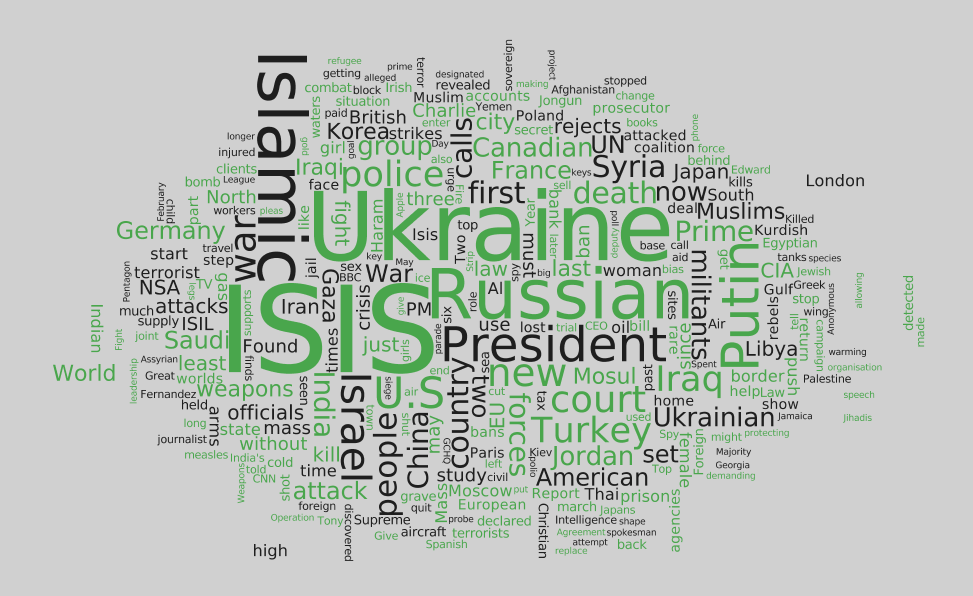 sovereign
project
refugee
prime
terror
getting
alleged
designated
making
stopped
combat
block
Irish
revealed
Afghanistan
change
situation
Muslim
accounts
Jongun
Yemen
prosecutor
waters
paid
British
Charlie
city
Poland
books
Korea
strikes
enter
secret
rejects
attacked
phone
longer
Islamic
gold
girl
goal
group
Day
calls
Canadian
UN
coalition
force
injured
Iraqi
police
also
urge
France
keys
Syria
Japan
behind
Edward
clients
face
first
sell
death
now
South
kills
London
bomb
League
North
like
Apple
three
Fire
Year
bank
deal
Muslims
Killed
February
child
part
workers
pleas
Ukraine
fight
Haram
Isis
Two
top
later
ban
deputy
poll
Prime
Kurdish
Germany
war
must
base
call
get
Egyptian
start
travel
step
key
May
Strip
law
spy
big
last
woman
aid
bias
militants
Putin
CIA
tanks
species
Jewish
Pentagon
terrorist
NSA
TV
legs
gas
jail
sex
BBC
War
ice
Al
Russian
sites
Gulf
Greek
stop
allowing
much
attacks
supply
supports
ISIS
Iran
Gaza
crisis
give
PM
six
role
use
lost
trial
CEO
oil
bill
Air
rebels
wing
Anonymous
detected
made
Indian
Fight
joint
ISIL
Saudi
Found
times
just
girls
parade
President
rare
hours
Spent
Libya
return
campaign
warming
World
leadership
Assyrian
Great
least
worlds
finds
end
sea
new
Mosul
past
Iraq
border
push
Palestine
organisation
Fernandez
weapons
seen
India
Israel
siege
U.S
air
country
own
cut
court
home
help
Law
speech
held
long
arms
officials
state
mass
town
people
shut
China
may
EU
forces
tax
used
Ukrainian
show
Jamaica
Jihadis
journalist
without
kill
GCHQ
bans
Turkey
Spy
might
protecting
measles
India's
cold
time
Paris
left
Kiev
polio
Jordan
set
Top
female
Foreign
Majority
Georgia
demanding
Weapons
told
CNN
shot
attack
study
civil
American
foreign
grave
quit
Mass
Moscow
put
Report
Thai
prison
European
march
Japans
agencies
Operation
Tony
discovered
Supreme
probe
declared
Christian
Intelligence
shape
Give
aircraft
terrorists
Agreement
spokesman
high
Spanish
attempt
back
replace